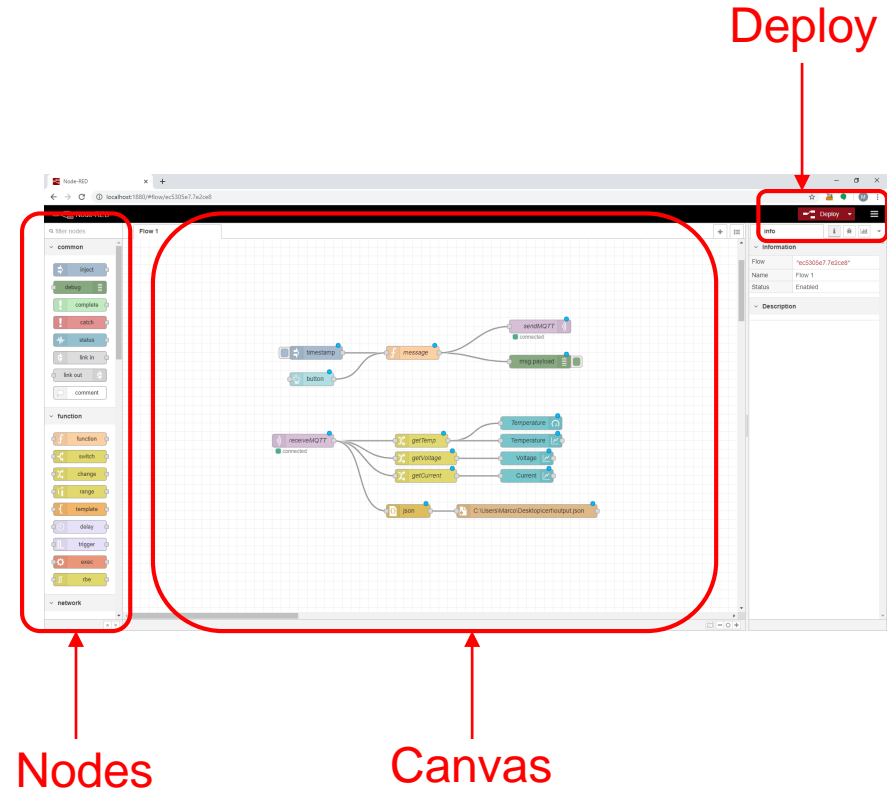 Deploy
Node-RED
localhost:1880/#flow/ec5305e7.7e2ce8
Node-RED
Deploy
filter nodes
Flow 1
info
common
Information
inject
Flow
"ec5305e7.7e2ce8"
debug
Name
Flow 1
complete
Status
Enabled
catch
Description
status
link in
link out
comment
sendMQTT
connected
timestamp
message
msg.payload
button
function
function
switch
change
range
template
delay
trigger
exec
rbe
network
Temperature
receiveMQTT
connected
getTemp
Temperature
getVoltage
Voltage
getCurrent
Current
json
C:\Users\Marco\Desktop\cert\output.json
Nodes
Canvas